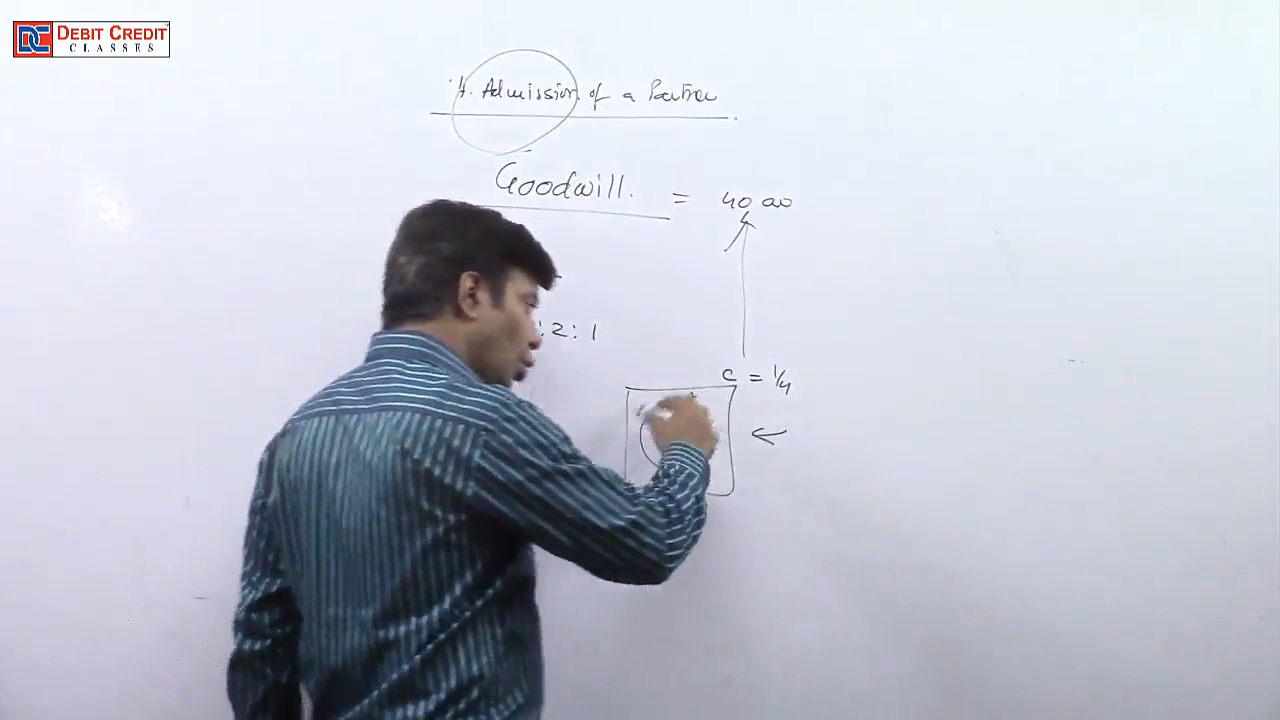 DEBIT CREDIT
CLASSES
4. Admission of a Partner
Goodwill. = 40 000
: 2 : 1
C = 1/4